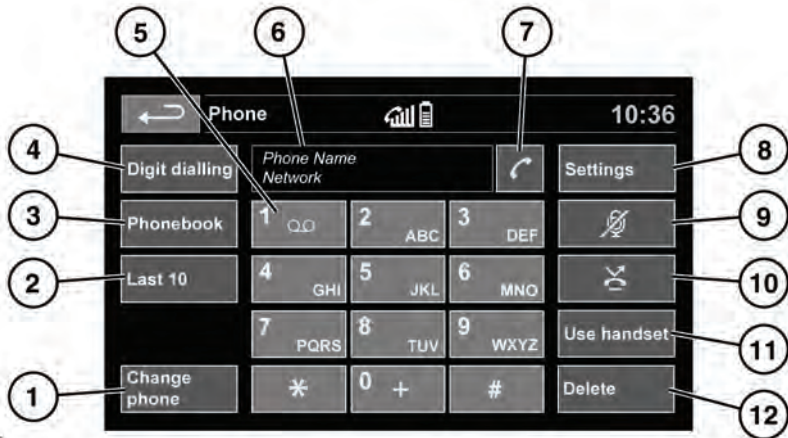 5
6
7
Phone
10:36
4
Digit dialling
Phone Name
Network
Settings
8
3
Phonebook
1
2 ABC
3 DEF
9
2
Last 10
4 GHI
5 JKL
6 MNO
10
7 PQRS
8 TUV
9 WXYZ
Use handset
11
1
Change
phone
*
0 +
#
Delete
12